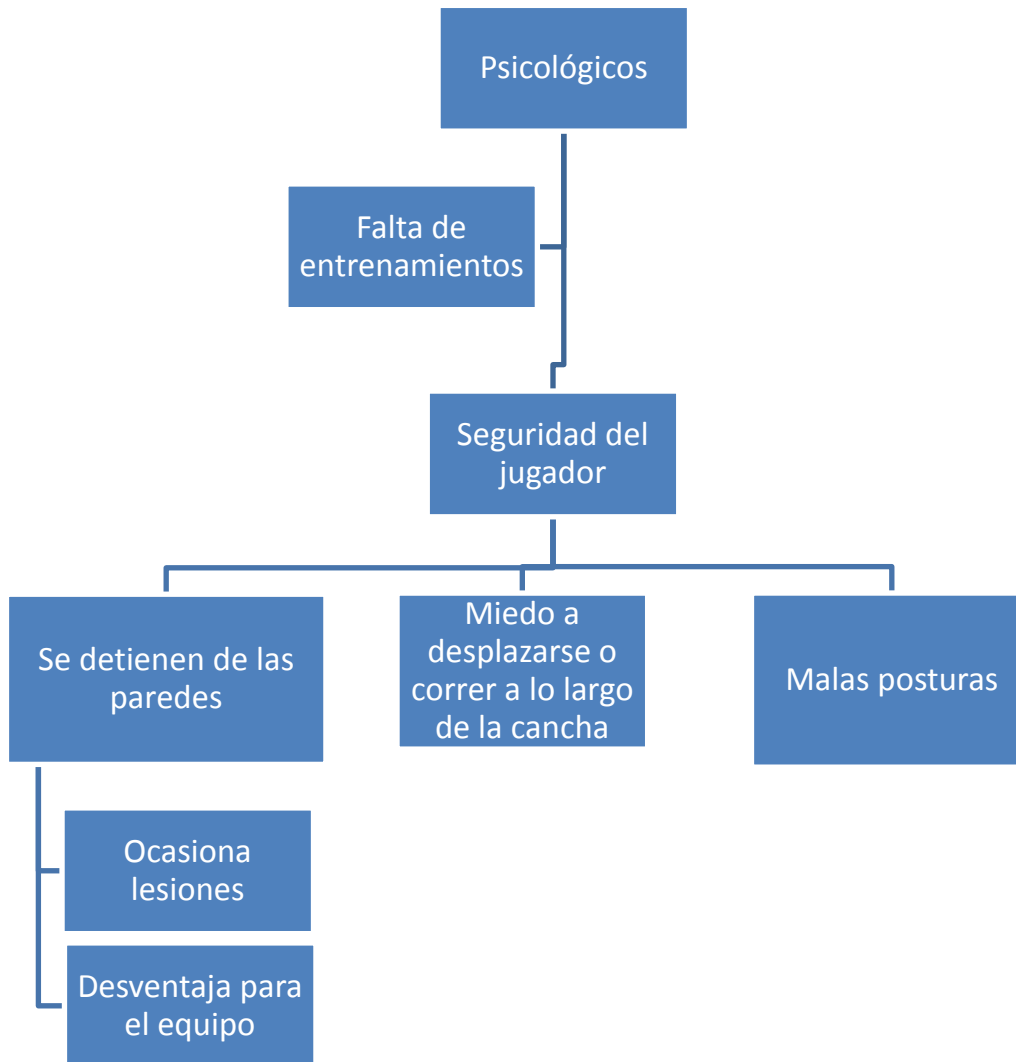 Psicológicos
Falta de
entrenamientos
Seguridad del
jugador
Se detienen de las
paredes
Miedo a
desplazarse o
correr a lo largo
de la cancha
Malas posturas
Ocasiona
lesiones
Desventaja para
el equipo